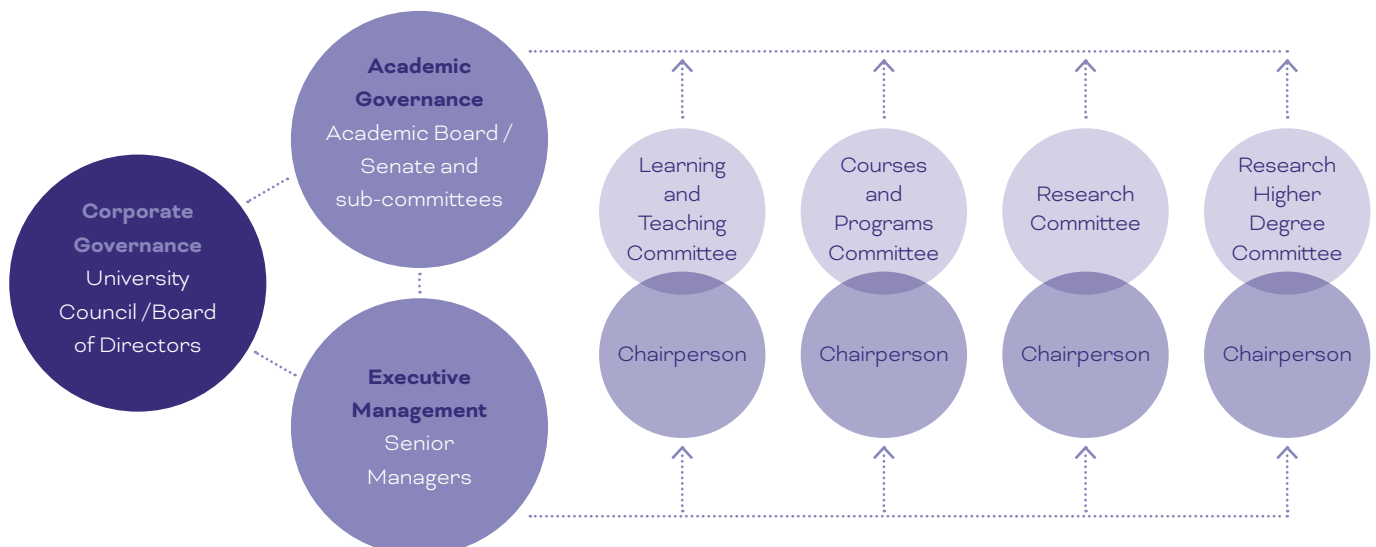 Corporate
Governance
University
Council /Board
of Directors
Academic
Governance
Academic Board /
Senate and
sub-committees
Executive
Management
Senior
Managers
Learning
and
Teaching
Committee
Chairperson
Courses
and
Programs
Committee
Chairperson
Research
Committee
Chairperson
Research
Higher
Degree
Committee
Chairperson